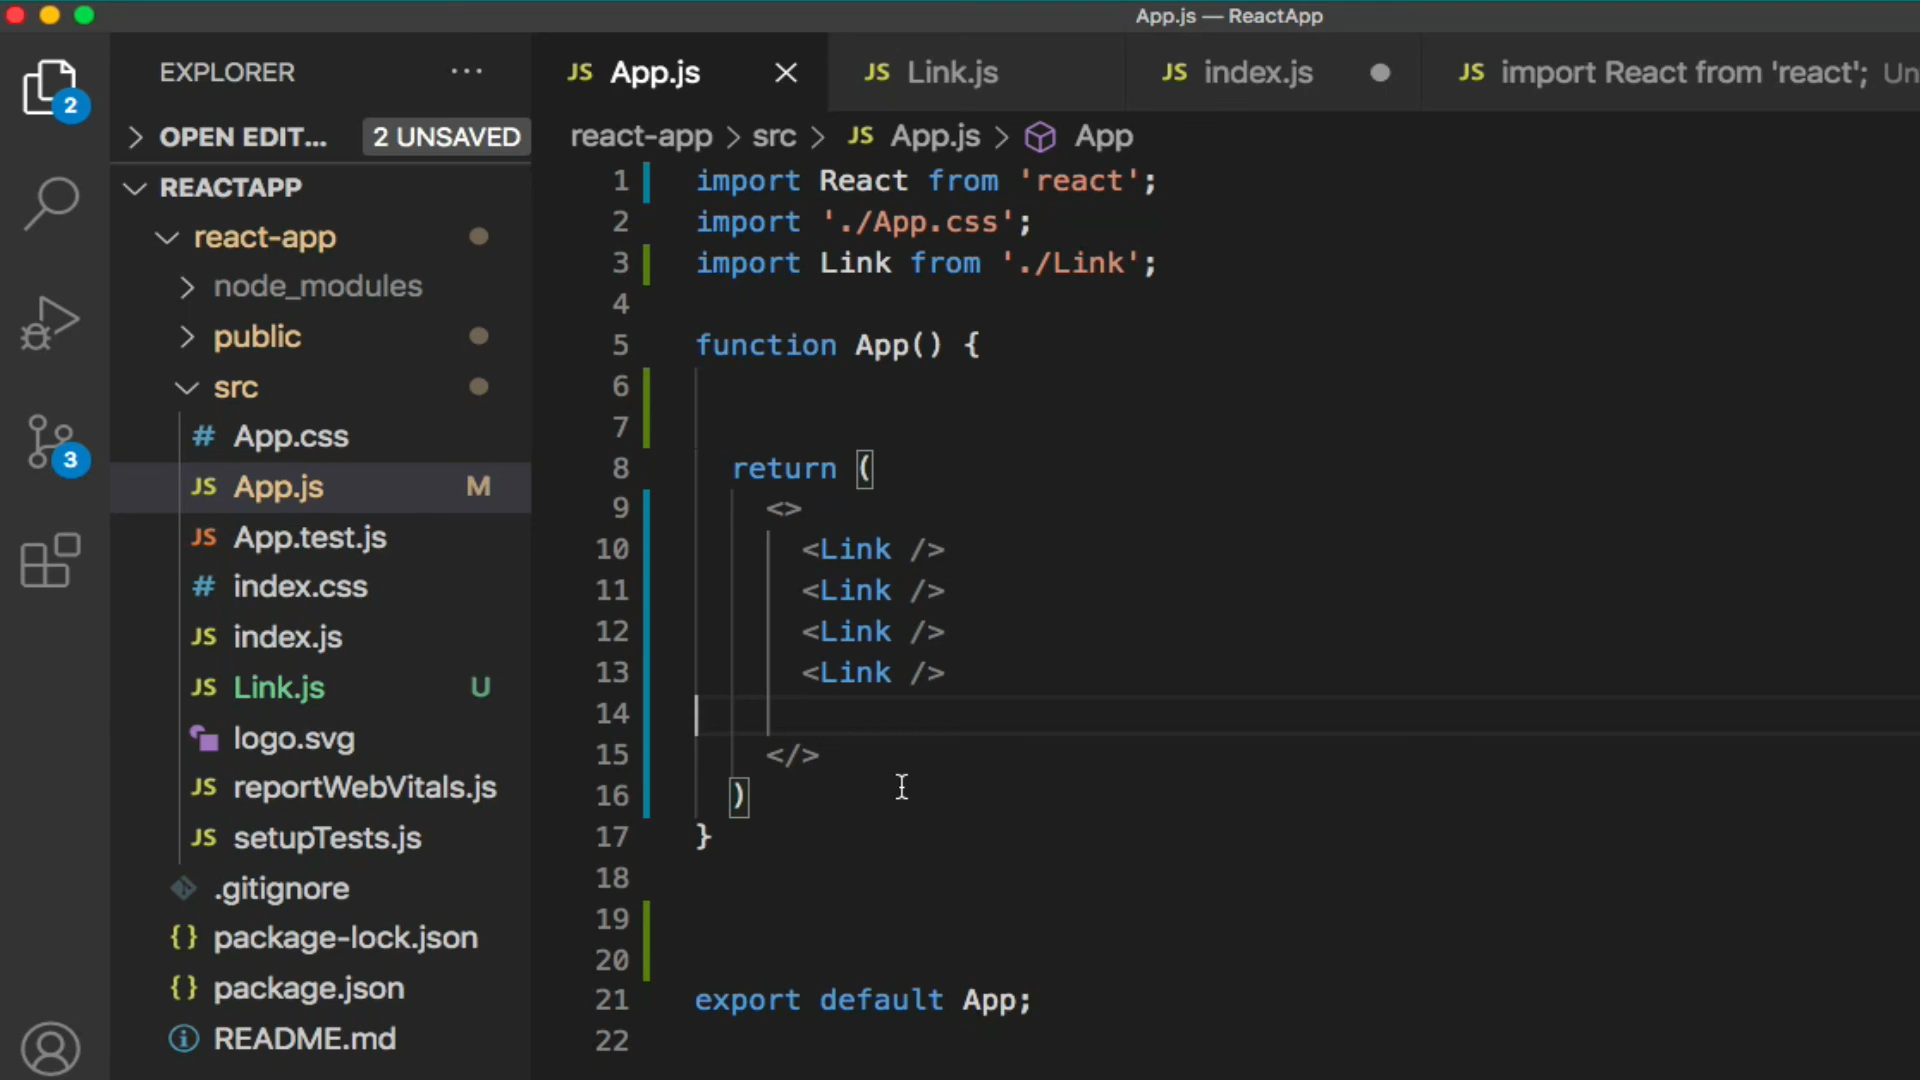 App.js — ReactApp
EXPLORER ...
2
OPEN EDIT... 2 UNSAVED
REACTAPP
react-app
node_modules
public
src
# App.css
JS App.js M
JS App.test.js
# index.css
JS index.js
JS Link.js U
logo.svg
JS reportWebVitals.js
JS setupTests.js
.gitignore
{} package-lock.json
{} package.json
README.md
3
JS App.js
JS Link.js
JS index.js
JS import React from 'react';
react-app > src > JS App.js > App
1 import React from 'react';
2 import './App.css';
3 import Link from './Link';
4
5 function App() {
6
7
8 return (
9 <>
10 <Link />
11 <Link />
12 <Link />
13 <Link />
14
15 </>
16 )
17 }
18
19
20
21 export default App;
22